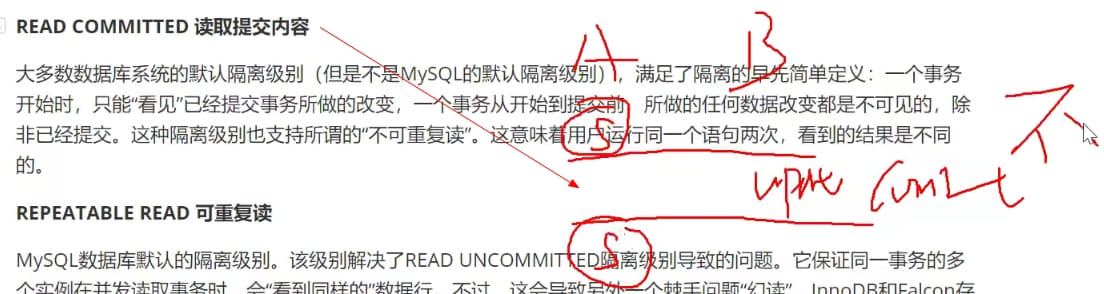 READ COMMITTED 读取提交内容
A B
大多数数据库系统的默认隔离级别（但是不是MySQL的默认隔离级别），满足了隔离的早先简单定义：一个事务
开始时，只能“看见”已经提交事务所做的改变，一个事务从开始到提交前，所做的任何数据改变都是不可见的，除
非已经提交。这种隔离级别也支持所谓的“不可重复读”。这意味着用户运行同一个语句两次，看到的结果是不同
的。
S
不
REPEATABLE READ 可重复读
S
MySQL数据库默认的隔离级别。该级别解决了READ UNCOMMITTED隔离级别导致的问题。它保证同一事务的多
个实例在并发读取事务时，会“看到同样的”数据行。不过，这会导致另外一个棘手问题“幻读”。InnoDB和Falcon存